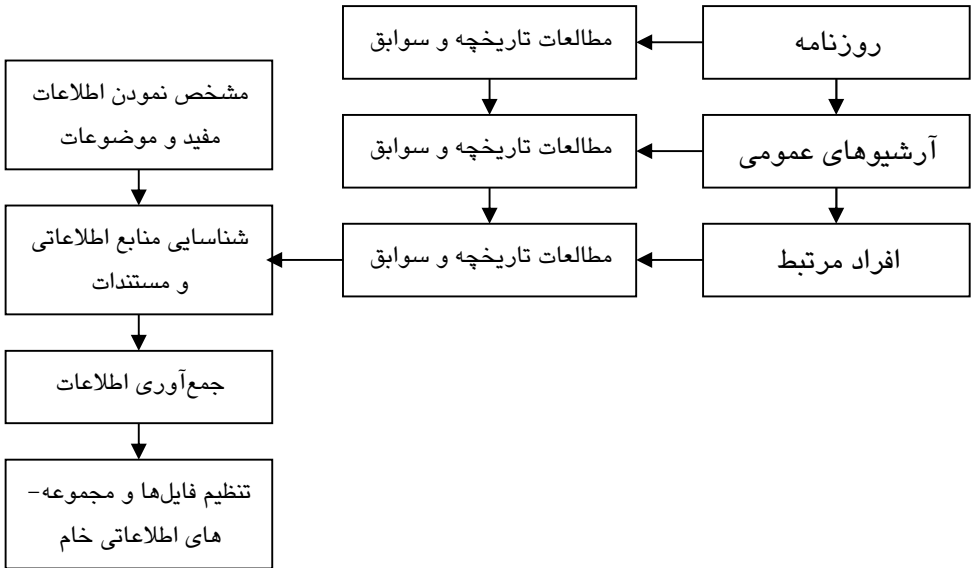 روزنامه
مطالعات تاریخچه و سوابق
آرشیوهای عمومی
مطالعات تاریخچه و سوابق
افراد مرتبط
مطالعات تاریخچه و سوابق
مشخص نمودن اطلاعات
مفید و موضوعات
شناسایی منابع اطلاعاتی
و مستندات
جمع‌آوری اطلاعات
تنظیم فایل‌ها و مجموعه-
های اطلاعاتی خام